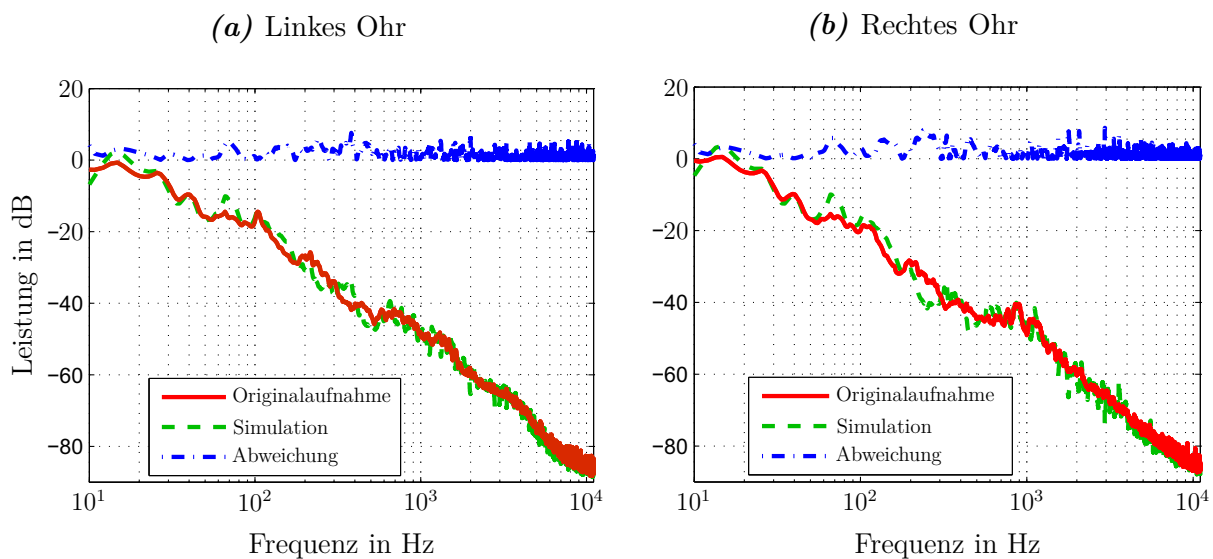 (a) Linkes Ohr
(b) Rechtes Ohr
Leistung in dB
20
0
−20
−40
−60
−80
10^1
10^2
10^3
10^4
Frequenz in Hz
Originalaufnahme
Simulation
Abweichung
20
0
−20
−40
−60
−80
10^1
10^2
10^3
10^4
Frequenz in Hz
Originalaufnahme
Simulation
Abweichung